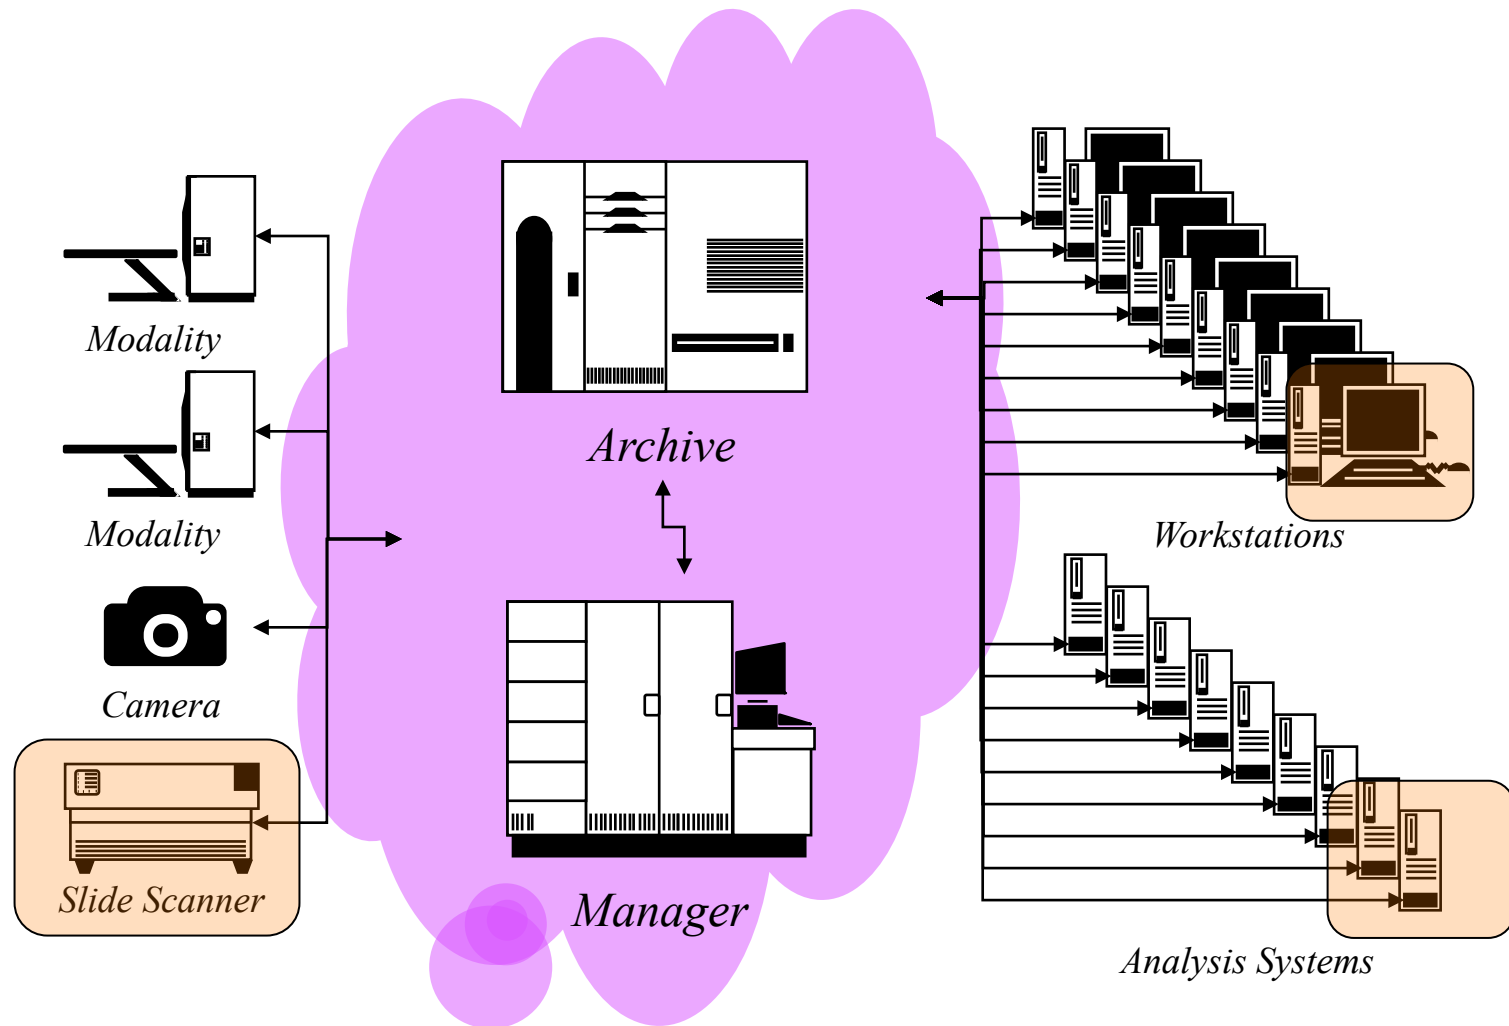 Modality
Modality
Camera
Slide Scanner
Archive
Manager
Workstations
Analysis Systems